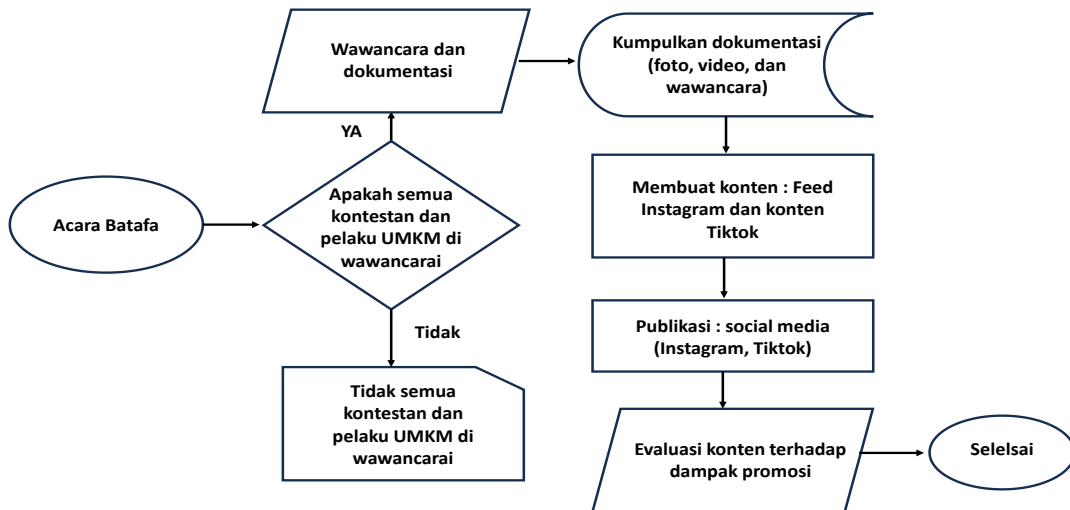 Acara Batafa
Apakah semua
kontestan dan
pelaku UMKM di
wawancarai
YA
Wawancara dan
dokumentasi
Kumpulkan dokumentasi
(foto, video, dan
wawancara)
Membuat konten : Feed
Instagram dan konten
Tiktok
Publikasi : social media
(Instagram, Tiktok)
Evaluasi konten terhadap
dampak promosi
Selelsai
Tidak
Tidak semua
kontestan dan
pelaku UMKM di
wawancarai